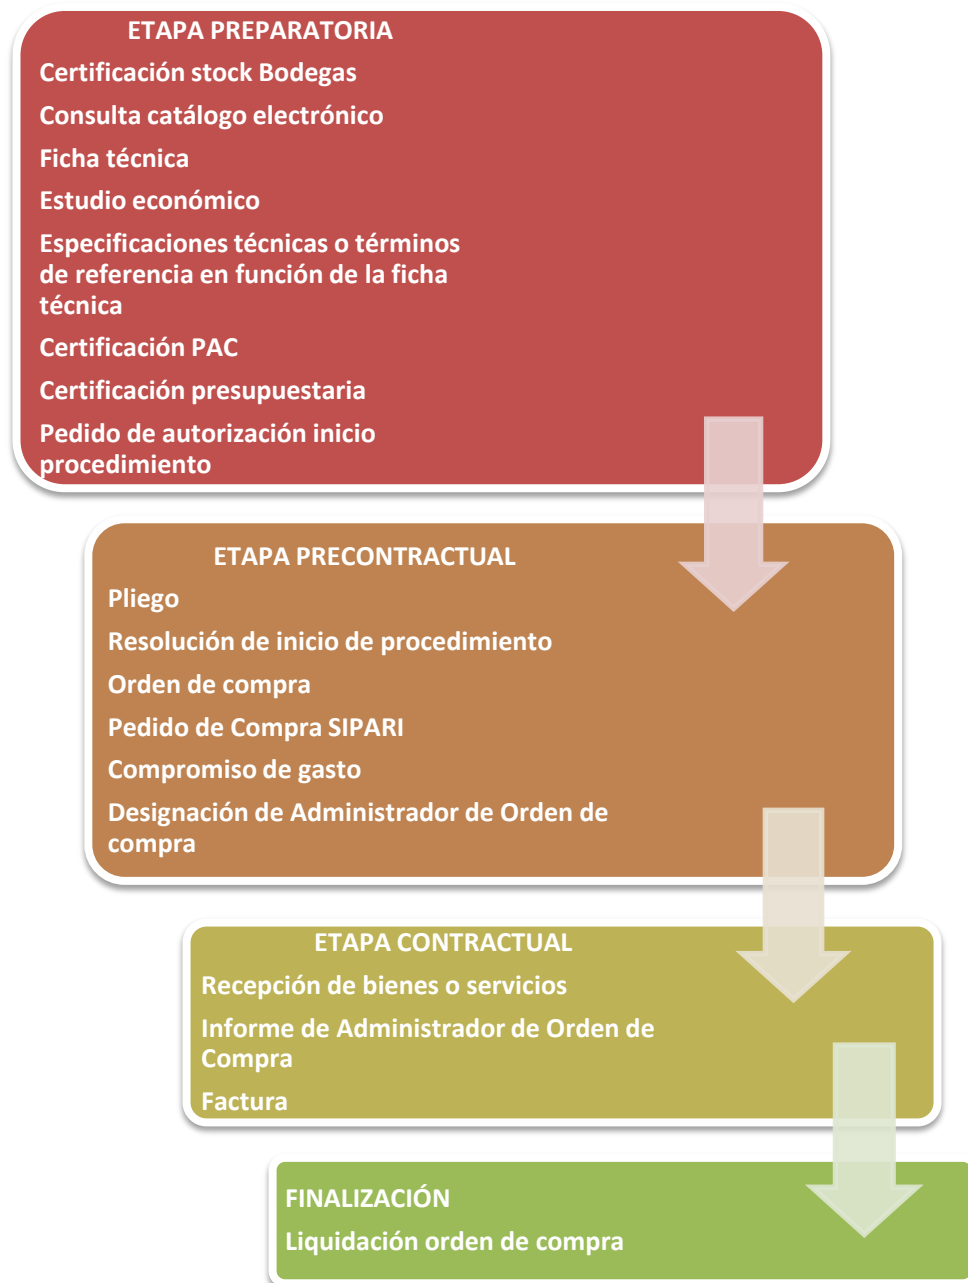 ETAPA PREPARATORIA
Certificación stock Bodegas
Consulta catálogo electrónico
Ficha técnica
Estudio económico
Especificaciones técnicas o términos
de referencia en función de la ficha
técnica
Certificación PAC
Certificación presupuestaria
Pedido de autorización inicio
procedimiento
ETAPA PRECONTRACTUAL
Pliego
Resolución de inicio de procedimiento
Orden de compra
Pedido de Compra SIPARI
Compromiso de gasto
Designación de Administrador de Orden de
compra
ETAPA CONTRACTUAL
Recepción de bienes o servicios
Informe de Administrador de Orden de
Compra
Factura
FINALIZACIÓN
Liquidación orden de compra